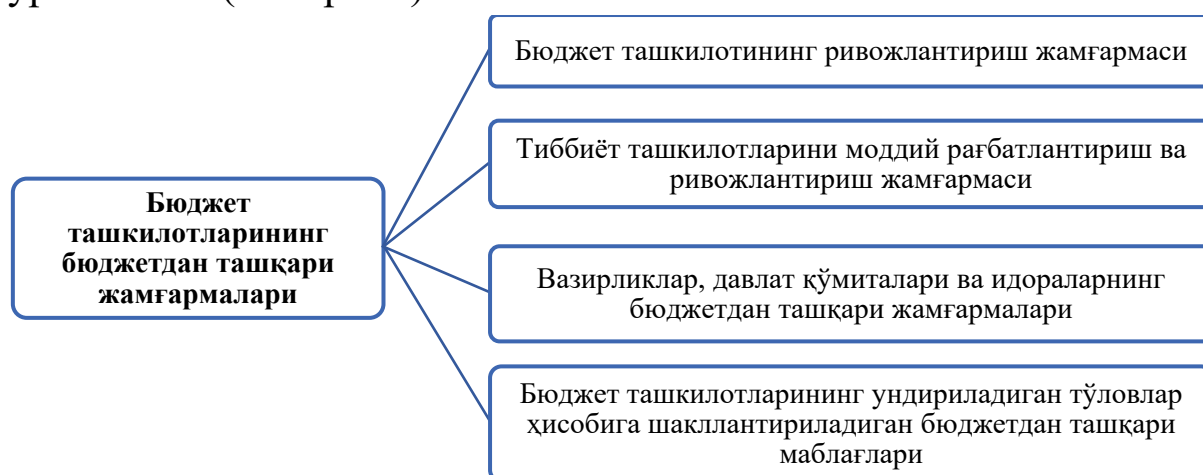 Бюджет ташкилотининг ривожлантириш жамғармаси
Тиббиёт ташкилотларини моддий рағбатлантириш ва
ривожлантириш жамғармаси
Бюджет
ташкилотларининг
бюджетдан ташқари
жамғармалари
Вазирликлар, давлат қўмиталари ва идораларнинг
бюджетдан ташқари жамғармалари
Бюджет ташкилотларининг ундириладиган тўловлар
ҳисобига шакллантириладиган бюджетдан ташқари
маблағлари